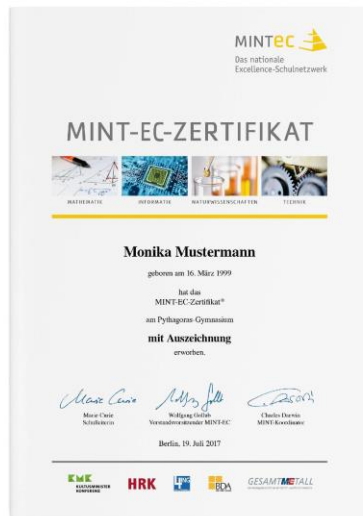 MINTec
Das nationale
Excellence-Schulnetzwerk
MINT-EC-ZERTIFIKAT
MATHEMATIK INFORMATIK NATURWISSENSCHAFTEN TECHNIK
Monika Mustermann
geboren am 16. März 1999
hat das
MINT-EC-Zertifikat®
am Pythagoras-Gymnasium
mit Auszeichnung
erworben.
Marie Curie Wolfgang Gollub Charles Darwin
Schulleiterin Vorstandsvorsitzender MINT-EC MINT-Koordinator
Berlin, 19. Juli 2017
KMK HRK BDA GESAMTMETALL
KULTUSMINISTER
KONFERENZ